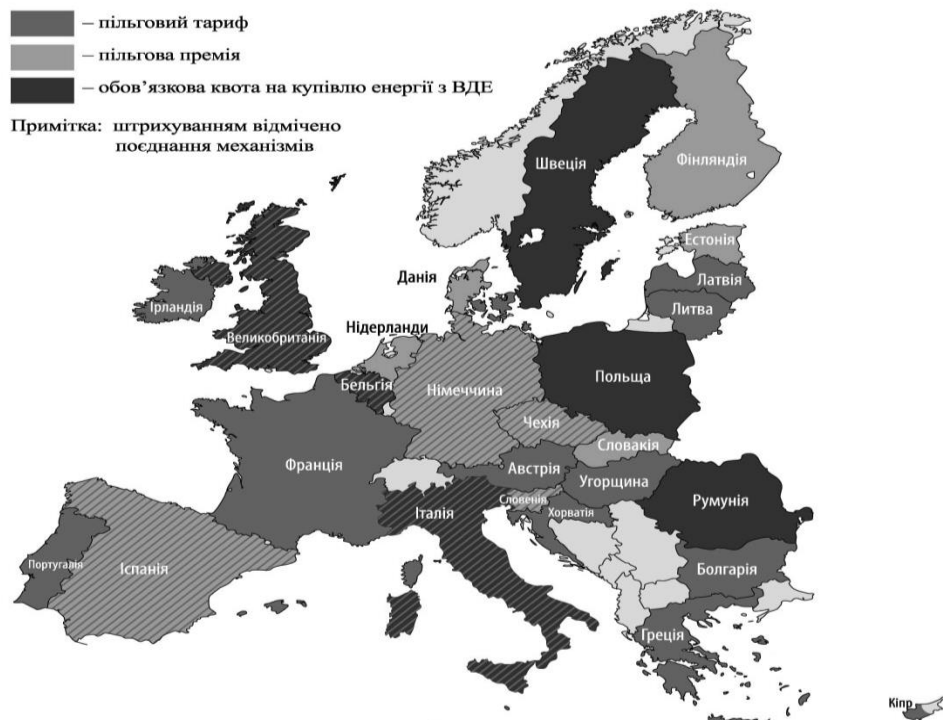 – пільговий тариф
– пільгова премія
– обов’язкова квота на купівлю енергії з ВДЕ
Примітка: штрихуванням відмічено
поєднання механізмів
Швеція
Фінляндія
Естонія
Данія
Латвія
Ірландія
Литва
Нідерланди
Великобританія
Польща
Бельгія
Німеччина
Чехія
Словакія
Франція
Австрія
Угорщина
Румунія
Словенія
Італія
Хорватія
Португалія
Іспанія
Болгарія
Греція
Кіпр